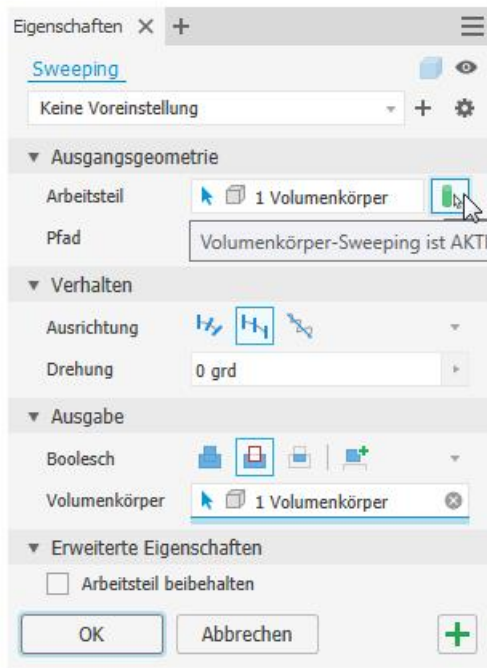 Eigenschaften × +
Sweeping
Keine Voreinstellung
Ausgangsgeometrie
Arbeitsteil 1 Volumenkörper
Pfad Volumenkörper-Sweeping ist AKTI
Verhalten
Ausrichtung
Drehung 0 grd
Ausgabe
Boolesch
Volumenkörper 1 Volumenkörper
Erweiterte Eigenschaften
Arbeitsteil beibehalten
OK Abbrechen